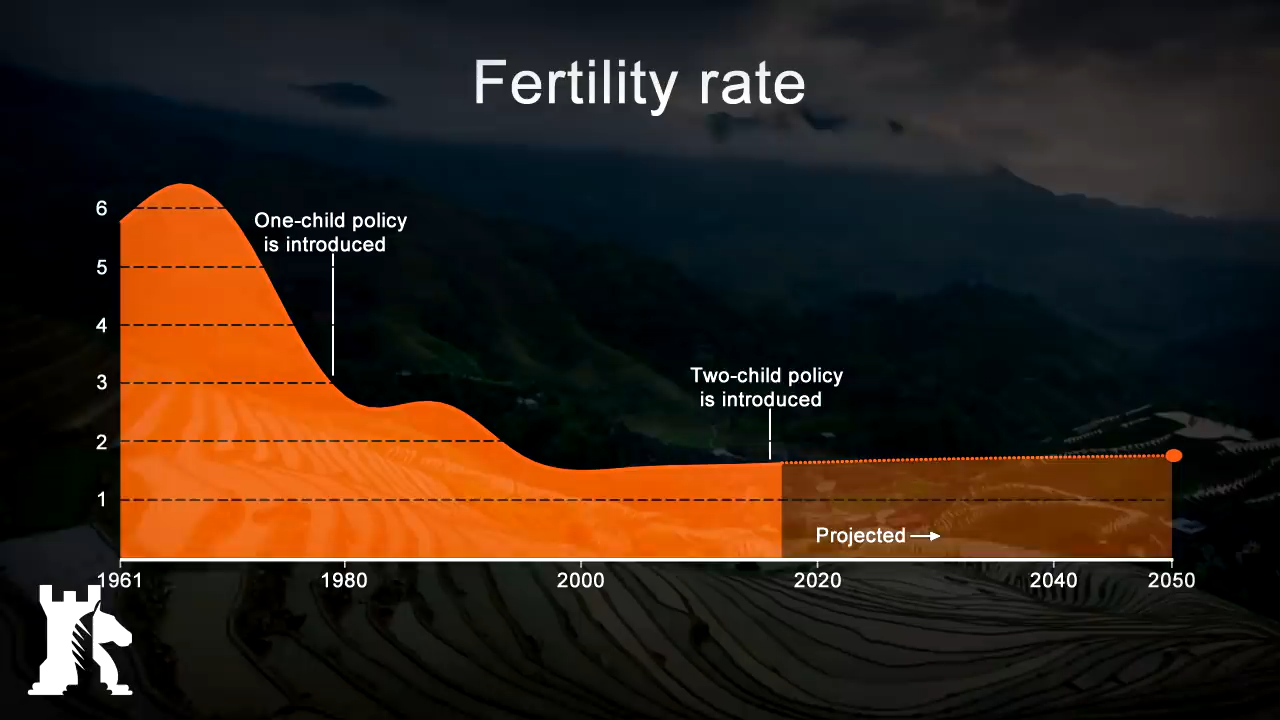 Fertility rate
6
5
4
3
2
1
One-child policy
is introduced
Two-child policy
is introduced
Projected
1961
1980
2000
2020
2040
2050